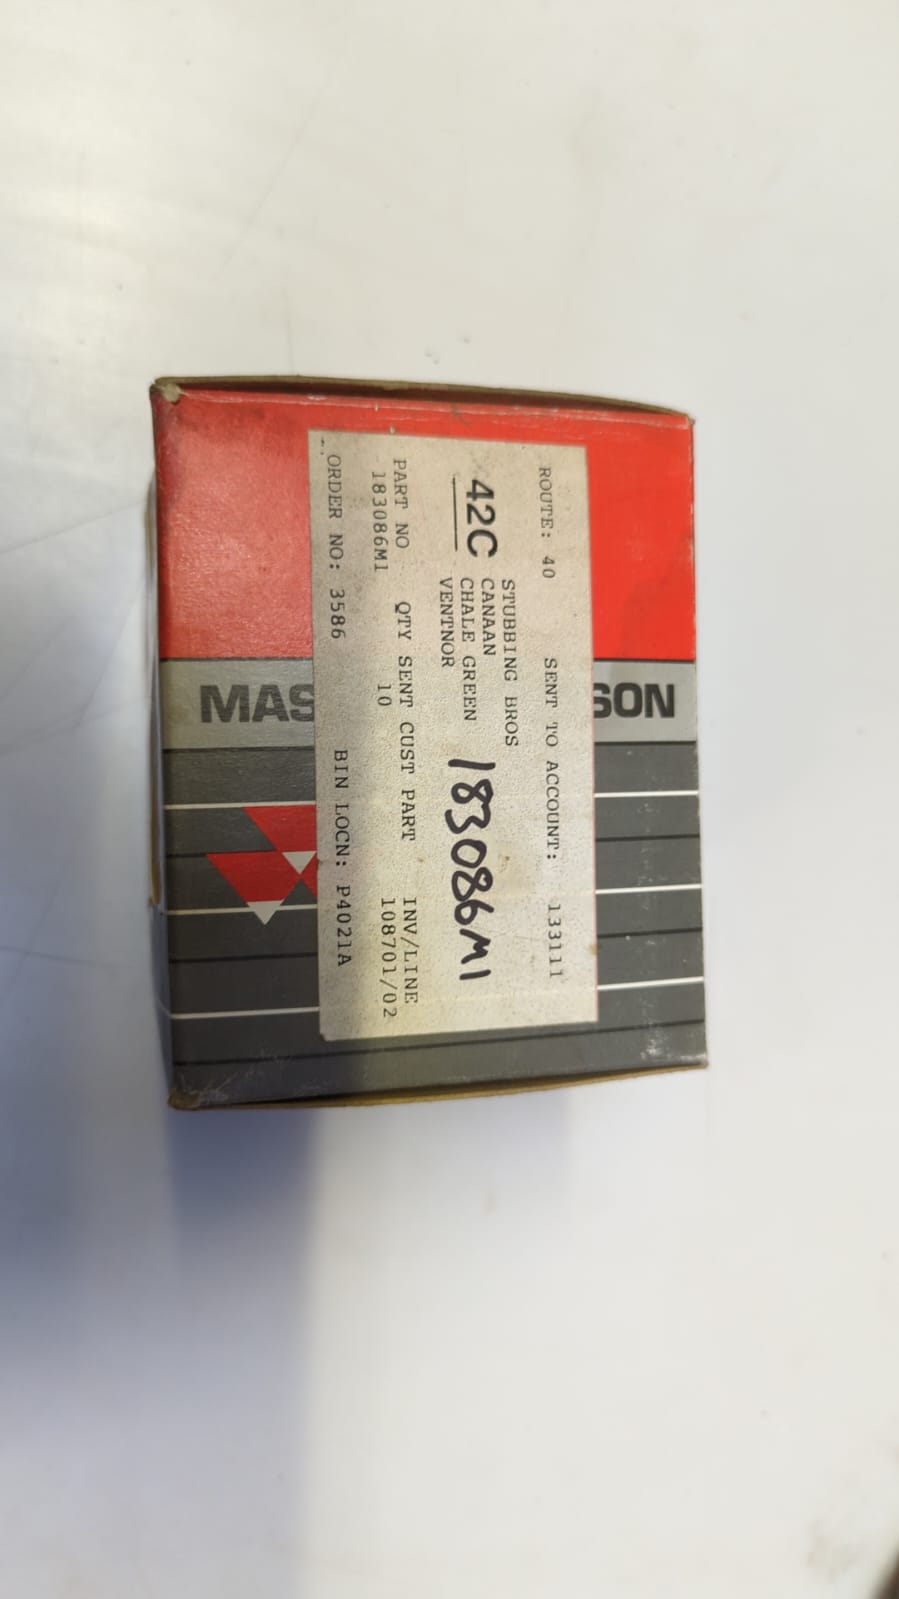 ROUTE: 40 SENT TO ACCOUNT: 133111
42C
STUBBING BROS
CANAAN
CHALE GREEN
VENTNOR
183086M1
PART NO QTY SENT CUST PART INV/LINE
183086M1 10 108701/02
ORDER NO: 3586 BIN LOCN: P4021A
MAS
SON